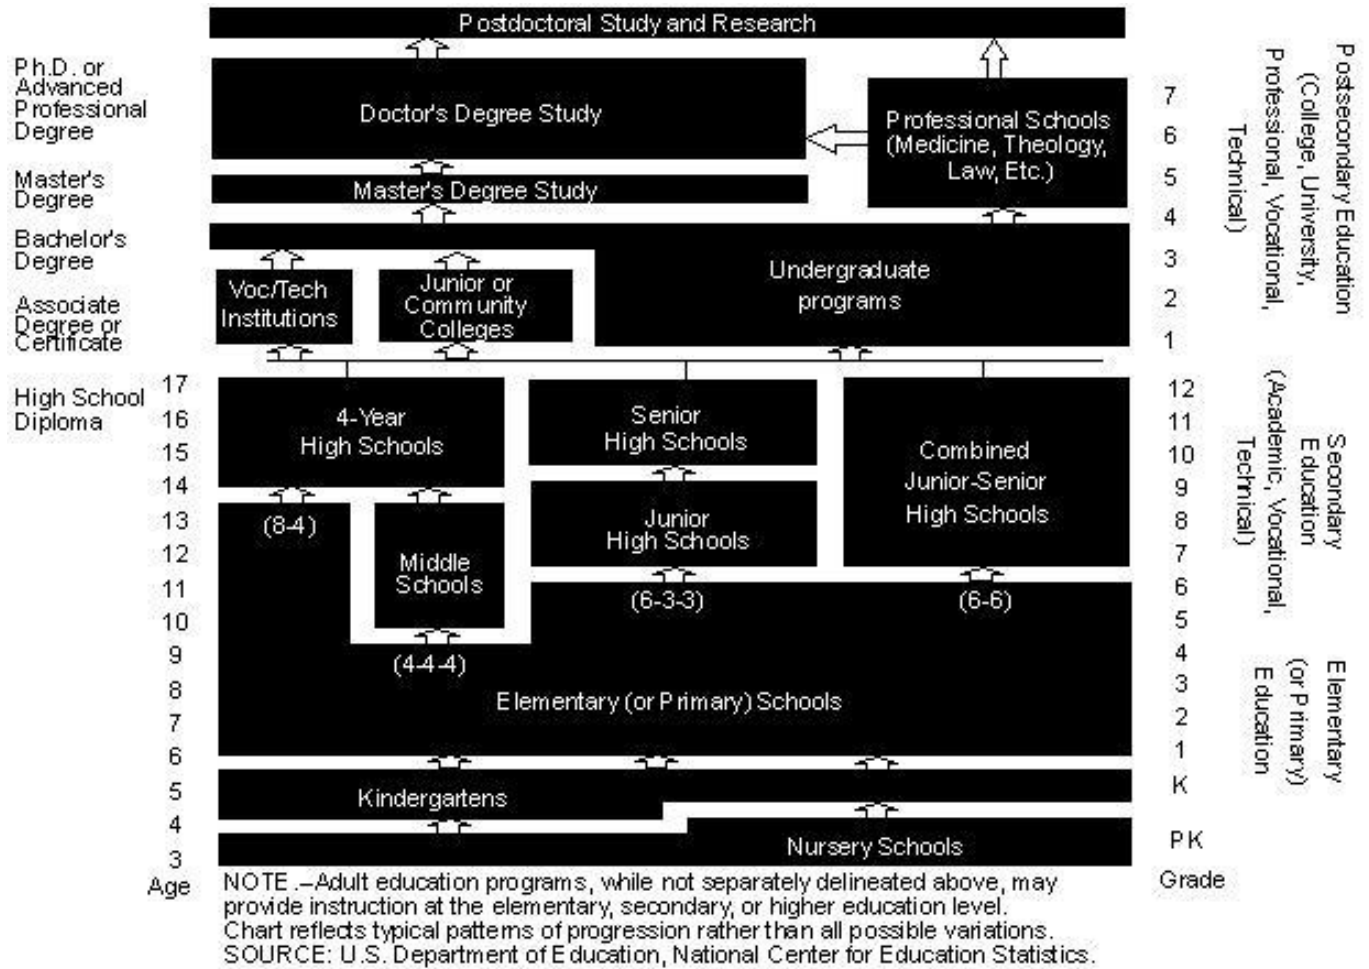 Postdoctoral Study and Research
Ph.D. or
Advanced
Professional
Degree
Doctor's Degree Study
Professional Schools
(Medicine, Theology,
Law, Etc.)
Master's
Degree
Master's Degree Study
Bachelor's
Degree
Undergraduate
programs
Voc/Tech
Institutions
Junior or
Community
Colleges
Associate
Degree or
Certificate
7
6
5
4
3
2
1
Postsecondary Education
(College, University,
Professional, Vocational,
Technical)
High School
Diploma
17
16
15
14
13
12
11
10
9
8
7
6
5
4
3
Age
4-Year
High Schools
Senior
High Schools
Combined
Junior-Senior
High Schools
(8-4)
Middle
Schools
Junior
High Schools
(6-3-3)
(6-6)
(4-4-4)
Elementary (or Primary) Schools
Kindergartens
Nursery Schools
12
11
10
9
8
7
6
5
4
3
2
1
K
PK
Grade
Secondary
Education
(Academic, Vocational,
Technical)
Elementary
(or Primary)
Education
NOTE .–Adult education programs, while not separately delineated above, may
provide instruction at the elementary, secondary, or higher education level.
Chart reflects typical patterns of progression rather than all possible variations.
SOURCE: U.S. Department of Education, National Center for Education Statistics.